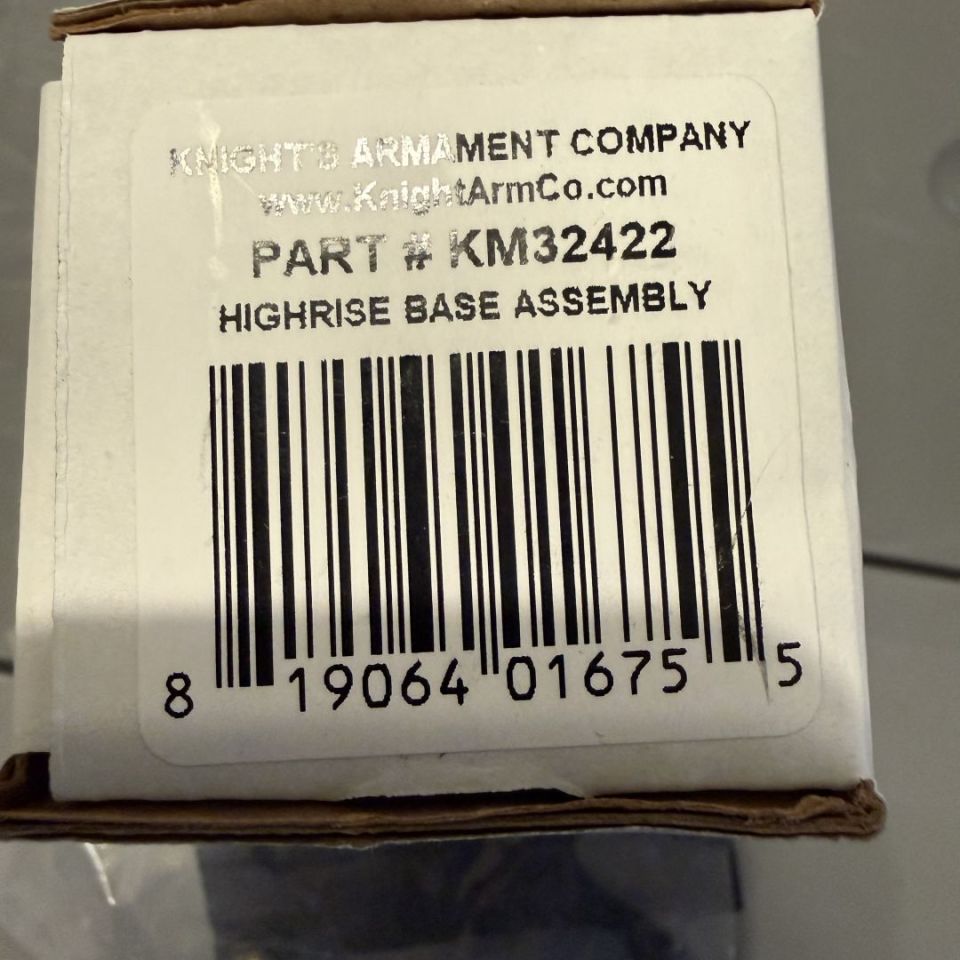 KNIGHT'S ARMAMENT COMPANY
www.KnightArmCo.com
PART # KM32422
HIGHRISE BASE ASSEMBLY
8 19064 01675 5